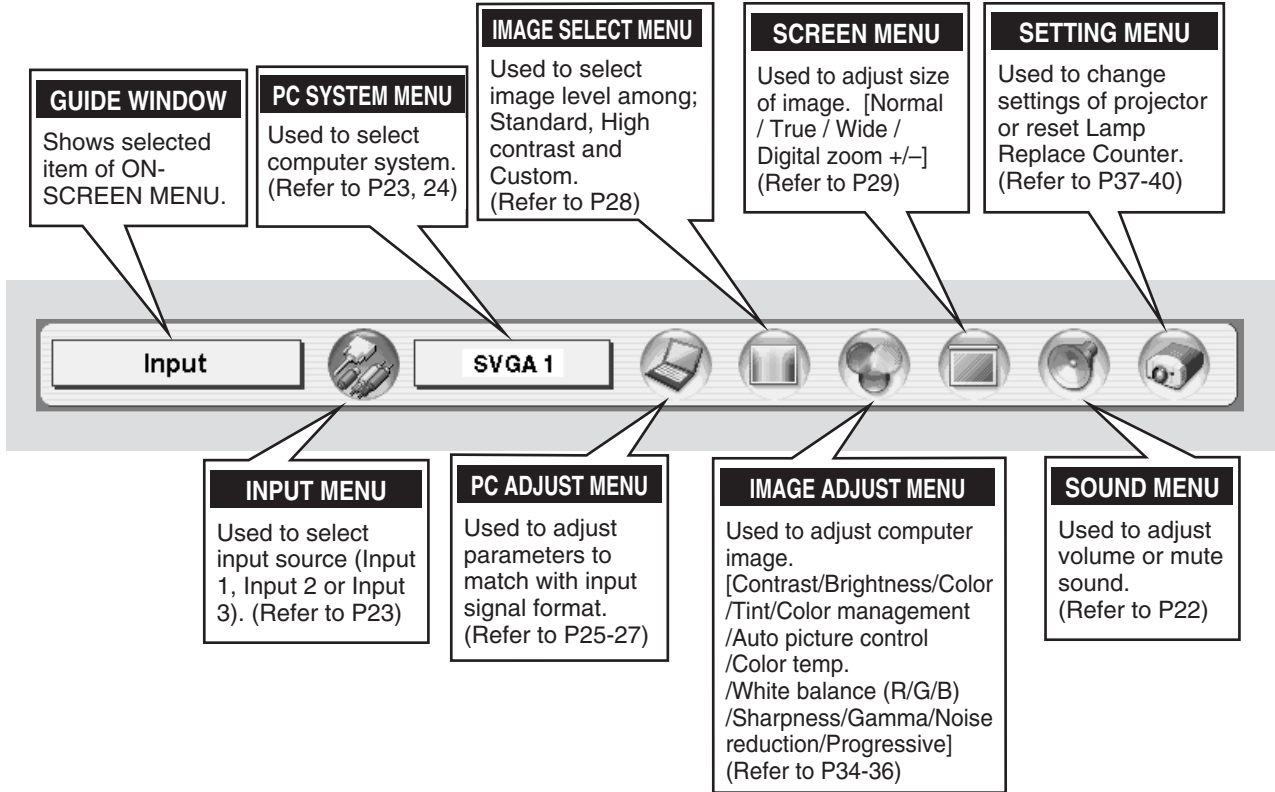 GUIDE WINDOW
Shows selected
item of ON-
SCREEN MENU.
PC SYSTEM MENU
Used to select
computer system.
(Refer to P23, 24)
IMAGE SELECT MENU
Used to select
image level among;
Standard, High
contrast and
Custom.
(Refer to P28)
SCREEN MENU
Used to adjust size
of image. [Normal
/ True / Wide /
Digital zoom +/–]
(Refer to P29)
SETTING MENU
Used to change
settings of projector
or reset Lamp
Replace Counter.
(Refer to P37-40)
Input
SVGA 1
INPUT MENU
Used to select
input source (Input
1, Input 2 or Input
3). (Refer to P23)
PC ADJUST MENU
Used to adjust
parameters to
match with input
signal format.
(Refer to P25-27)
IMAGE ADJUST MENU
Used to adjust computer
image.
[Contrast/Brightness/Color
/Tint/Color management
/Auto picture control
/Color temp.
/White balance (R/G/B)
/Sharpness/Gamma/Noise
reduction/Progressive]
(Refer to P34-36)
SOUND MENU
Used to adjust
volume or mute
sound.
(Refer to P22)